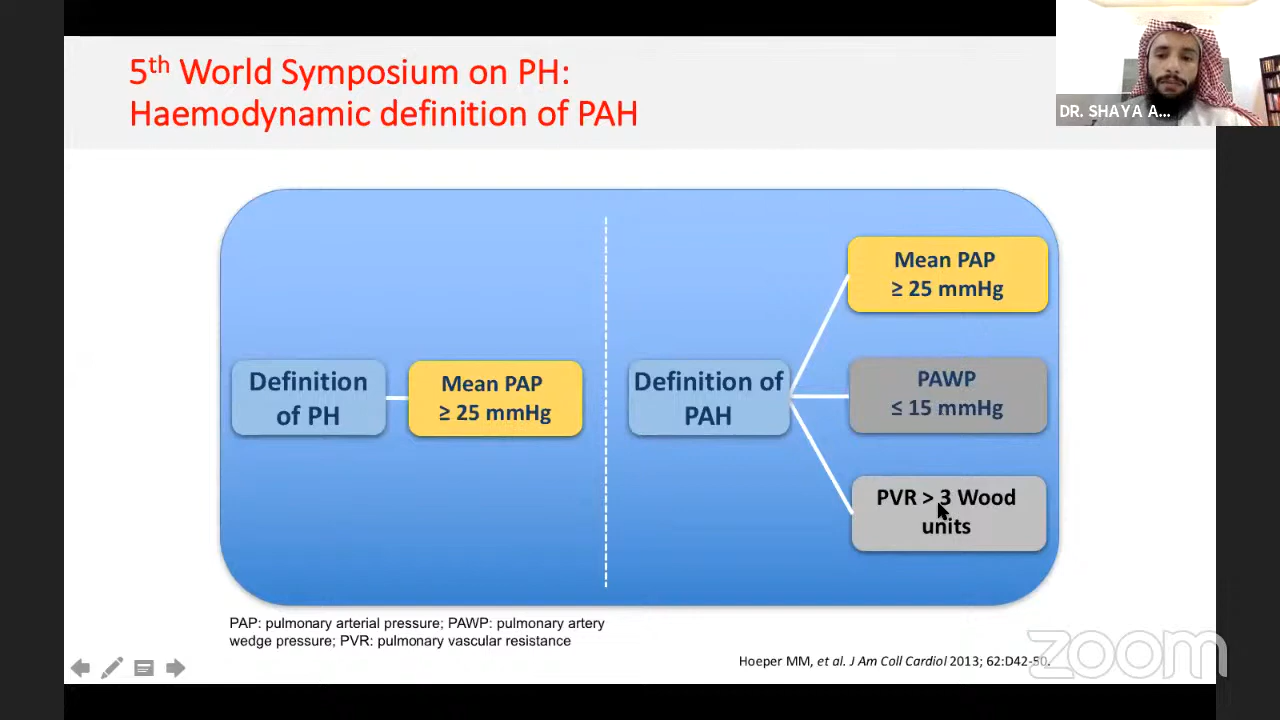 5th World Symposium on PH:
Haemodynamic definition of PAH
DR. SHAYA A...
Definition
of PH
Mean PAP
≥ 25 mmHg
Definition of
PAH
Mean PAP
≥ 25 mmHg
PAWP
≤ 15 mmHg
PVR > 3 Wood
units
PAP: pulmonary arterial pressure; PAWP: pulmonary artery
wedge pressure; PVR: pulmonary vascular resistance
Hoeper MM, et al. J Am Coll Cardiol 2013; 62:D42-50.
zoom